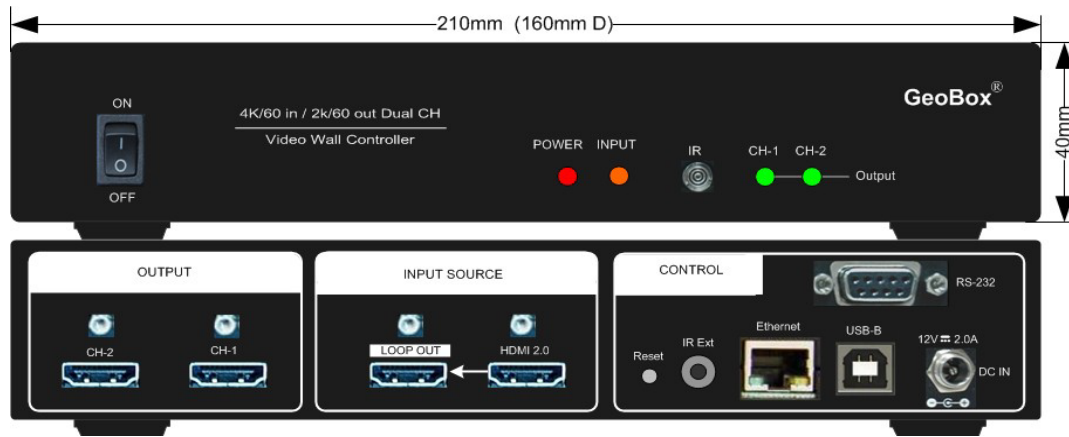 210mm (160mm D)
GeoBox®
40mm
ON
I
O
OFF
4K/60 in / 2k/60 out Dual CH
Video Wall Controller
POWER INPUT
IR
CH-1 CH-2
Output
OUTPUT
CH-2
CH-1
INPUT SOURCE
LOOP OUT
HDMI 2.0
CONTROL
RS-232
Reset
IR Ext
Ethernet
USB-B
12V⎓2.0A
DC IN